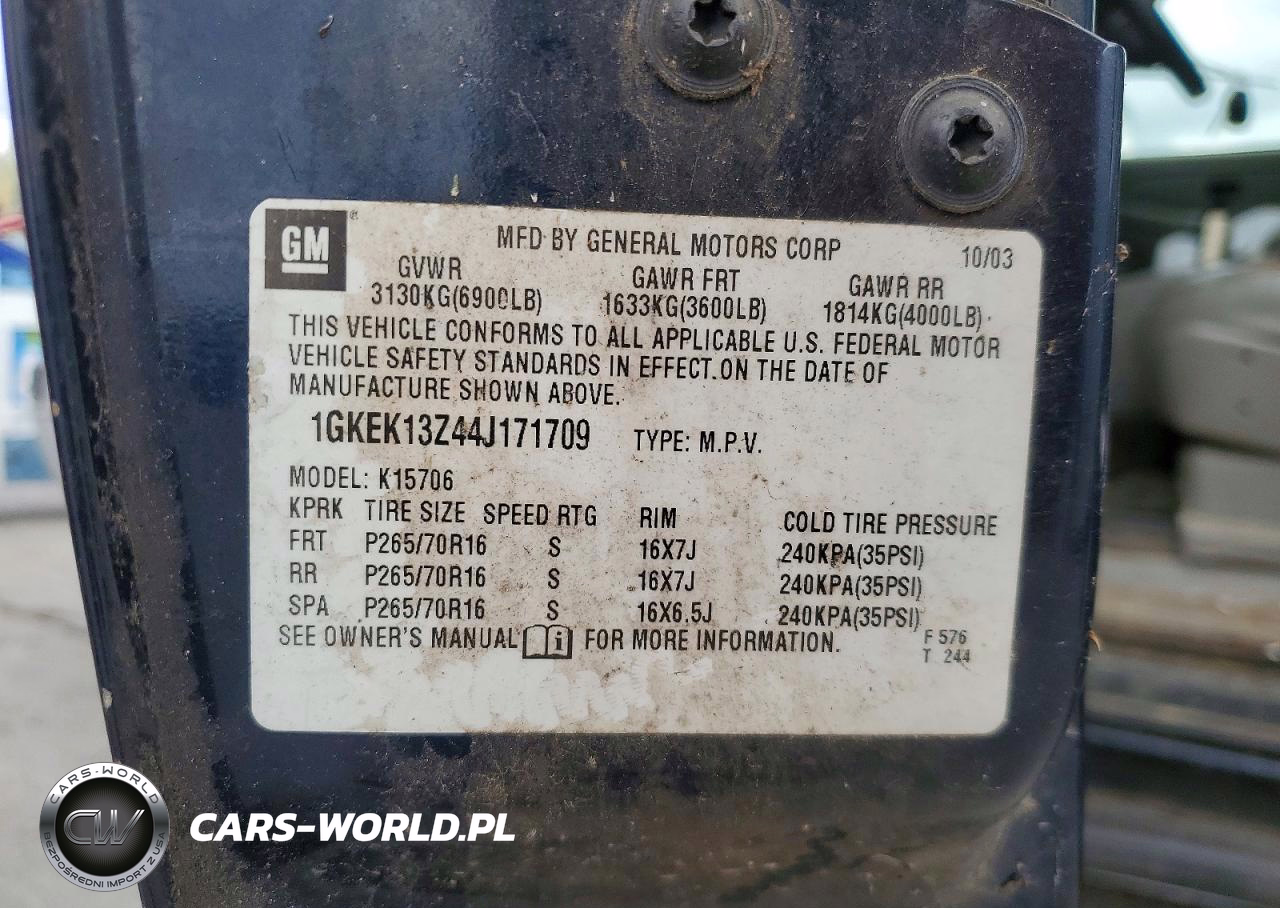 GM ®
MFD BY GENERAL MOTORS CORP 10/03
GVWR GAWR FRT GAWR RR
3130KG(6900LB) 1633KG(3600LB) 1814KG(4000LB)
THIS VEHICLE CONFORMS TO ALL APPLICABLE U.S. FEDERAL MOTOR
VEHICLE SAFETY STANDARDS IN EFFECT ON THE DATE OF
MANUFACTURE SHOWN ABOVE.
1GKEK13Z44J171709 TYPE: M.P.V.
MODEL: K15706
KPRK TIRE SIZE SPEED RTG RIM COLD TIRE PRESSURE
FRT P265/70R16 S 16X7J 240KPA(35PSI)
RR P265/70R16 S 16X7J 240KPA(35PSI)
SPA P265/70R16 S 16X6.5J 240KPA(35PSI)
SEE OWNER'S MANUAL i FOR MORE INFORMATION.
F 576
T 244
CARS-WORLD
CW
BEZPOŚREDNI IMPORT Z USA
CARS-WORLD.PL